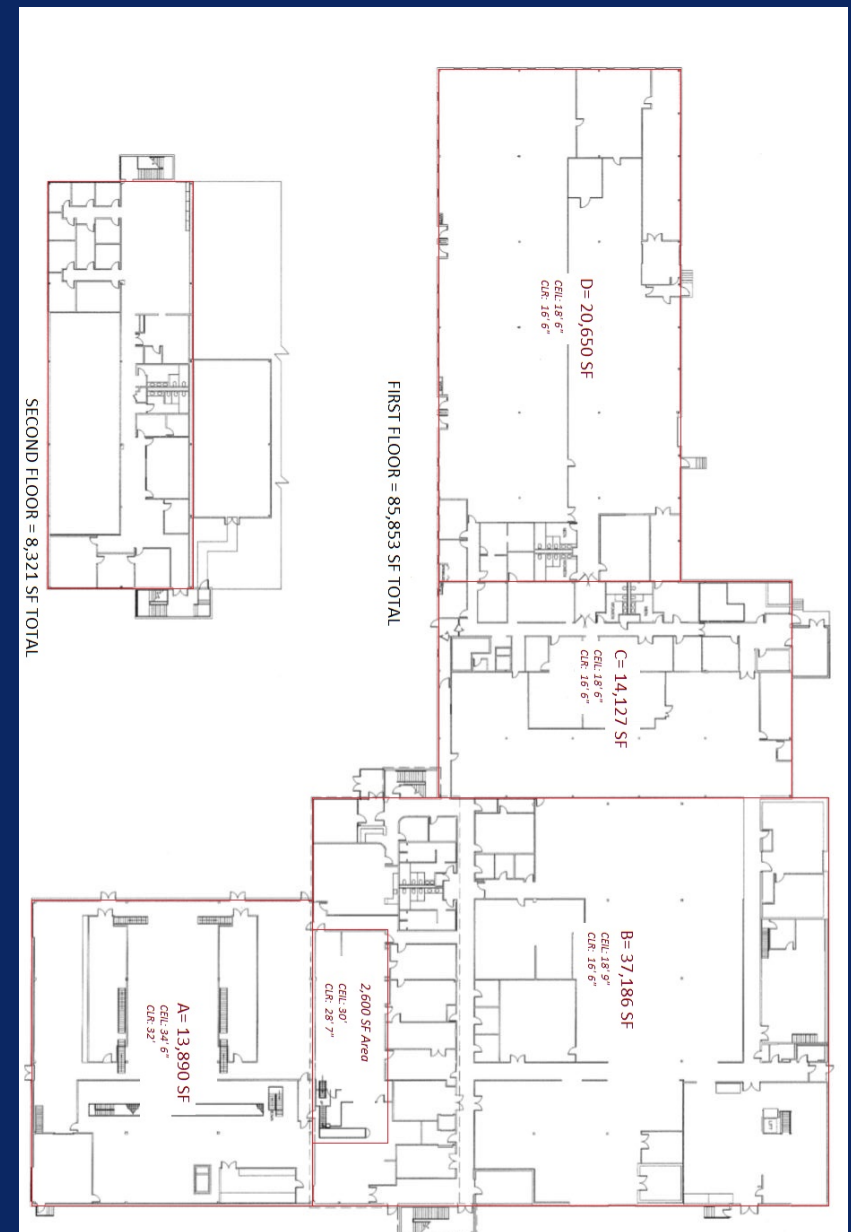 D= 20,650 SF
CEIL: 18' 6"
CLR: 16' 6"
FIRST FLOOR = 85,853 SF TOTAL
SECOND FLOOR = 8,321 SF TOTAL
C= 14,127 SF
CEIL: 18' 6"
CLR: 16' 6"
B= 37,186 SF
CEIL: 18' 9"
CLR: 16' 6"
2,600 SF Area
CEIL: 30'
CLR: 28' 7"
A= 13,890 SF
CEIL: 34' 6"
CLR: 32'